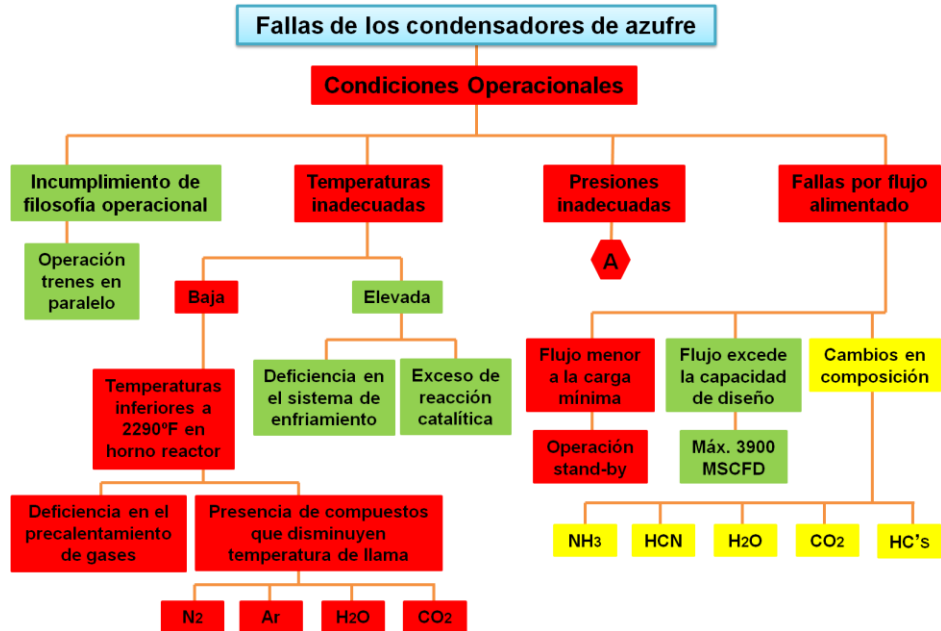 Fallas de los condensadores de azufre
Condiciones Operacionales
Incumplimiento de
filosofía operacional
Temperaturas
inadecuadas
Presiones
inadecuadas
Fallas por flujo
alimentado
Operación
trenes en
paralelo
A
Baja
Elevada
Temperaturas
inferiores a
2290ºF en
horno reactor
Deficiencia en
el sistema de
enfriamiento
Exceso de
reacción
catalítica
Flujo menor
a la carga
mínima
Flujo excede
la capacidad
de diseño
Cambios en
composición
Operación
stand-by
Máx. 3900
MSCFD
Deficiencia en el
precalentamiento
de gases
Presencia de compuestos
que disminuyen
temperatura de llama
NH3
HCN
H2O
CO2
HC's
N2
Ar
H2O
CO2